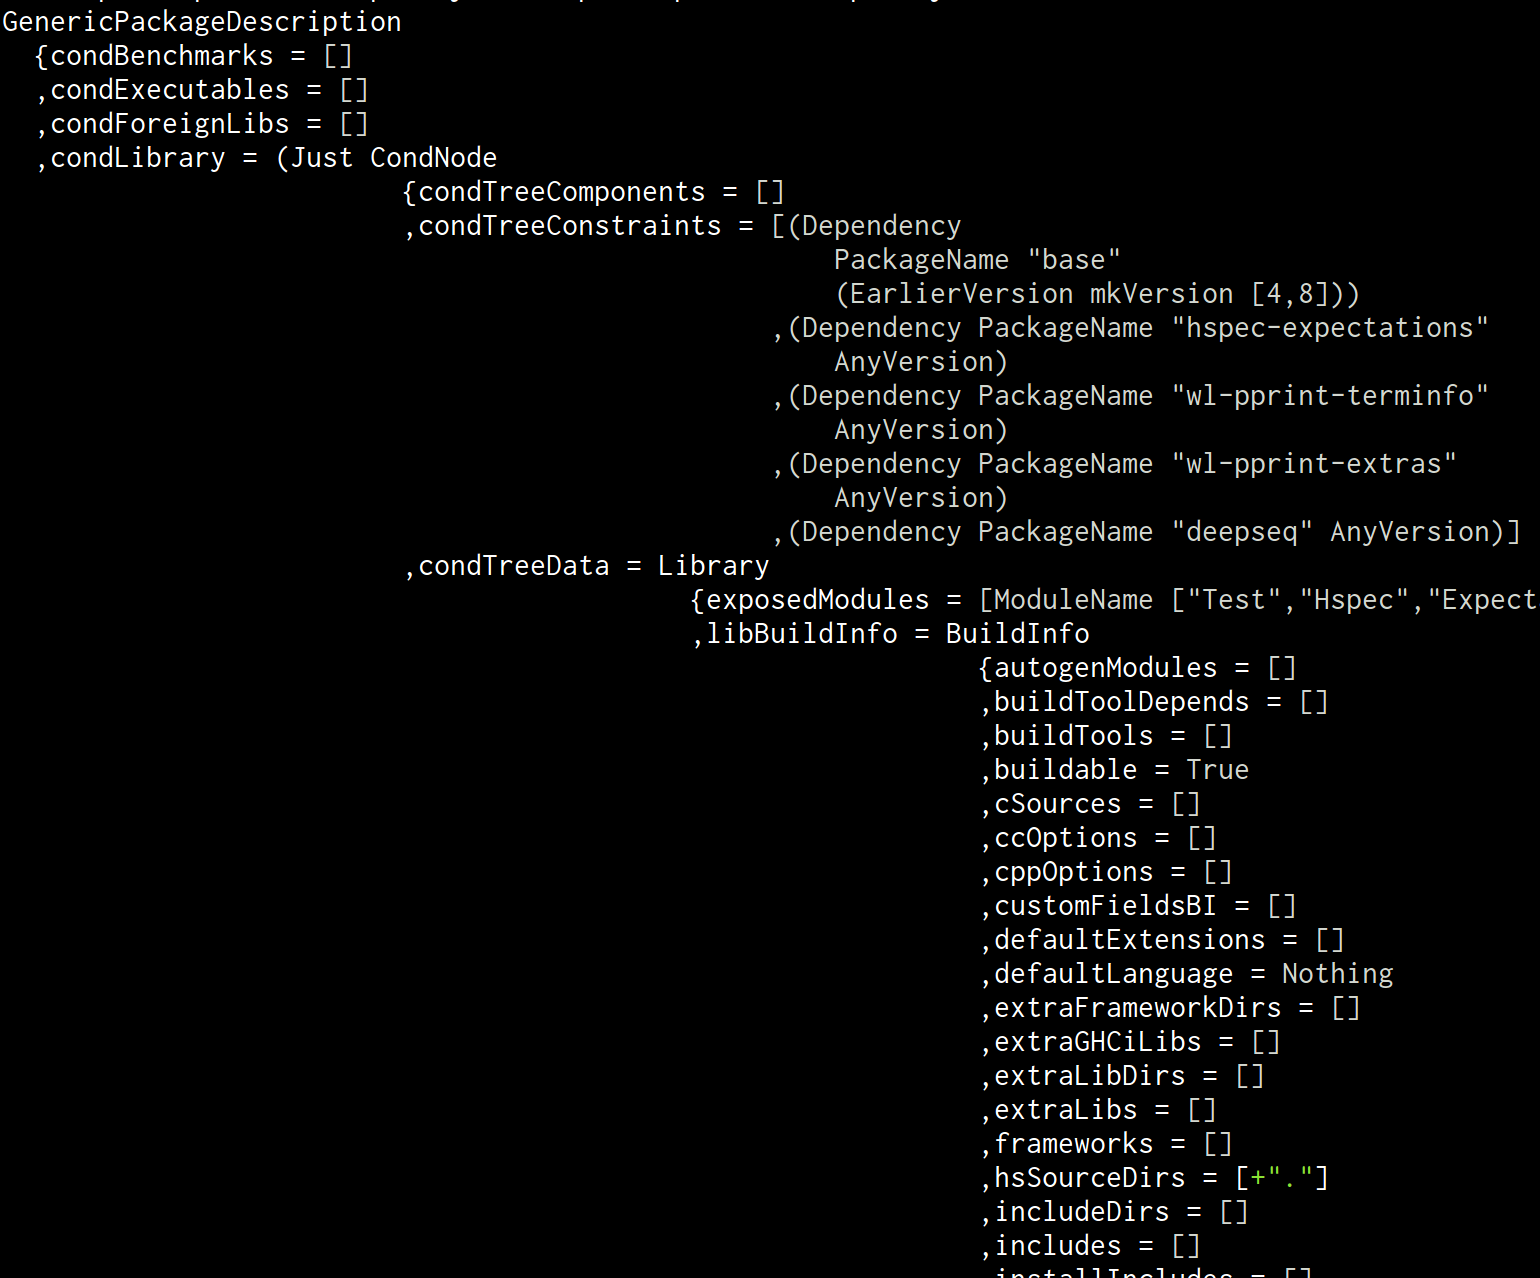 GenericPackageDescription
  {condBenchmarks = []
  ,condExecutables = []
  ,condForeignLibs = []
  ,condLibrary = (Just CondNode
                         {condTreeComponents = []
                         ,condTreeConstraints = [(Dependency
                                                    PackageName "base"
                                                    (EarlierVersion mkVersion [4,8]))
                                                ,(Dependency PackageName "hspec-expectations"
                                                    AnyVersion)
                                                ,(Dependency PackageName "wl-pprint-terminfo"
                                                    AnyVersion)
                                                ,(Dependency PackageName "wl-pprint-extras"
                                                    AnyVersion)
                                                ,(Dependency PackageName "deepseq" AnyVersion)]
                         ,condTreeData = Library
                                           {exposedModules = [ModuleName ["Test","Hspec","Expect
                                           ,libBuildInfo = BuildInfo
                                                             {autogenModules = []
                                                             ,buildToolDepends = []
                                                             ,buildTools = []
                                                             ,buildable = True
                                                             ,cSources = []
                                                             ,ccOptions = []
                                                             ,cppOptions = []
                                                             ,customFieldsBI = []
                                                             ,defaultExtensions = []
                                                             ,defaultLanguage = Nothing
                                                             ,extraFrameworkDirs = []
                                                             ,extraGHCiLibs = []
                                                             ,extraLibDirs = []
                                                             ,extraLibs = []
                                                             ,frameworks = []
                                                             ,hsSourceDirs = [+"."]
                                                             ,includeDirs = []
                                                             ,includes = []
                                                             ,installIncludes = []